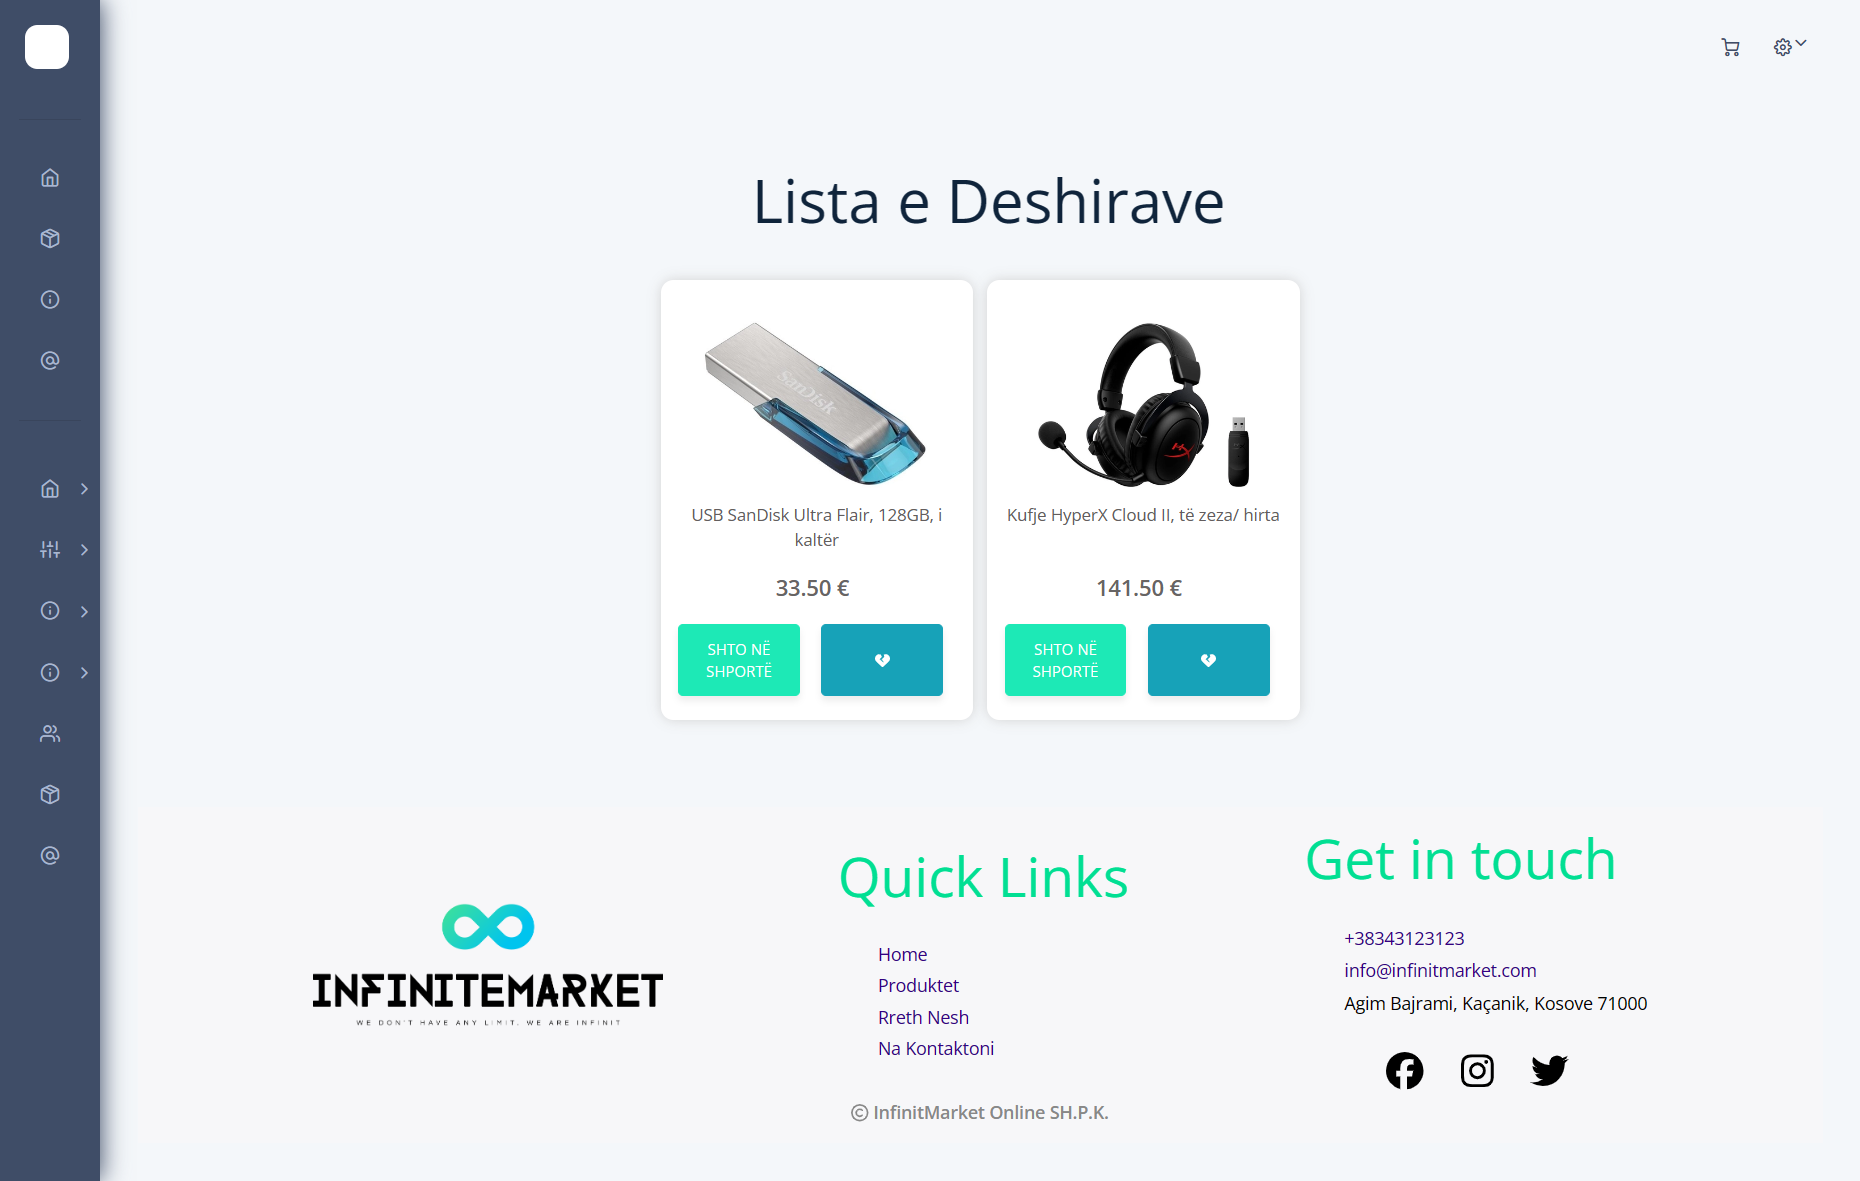 Lista e Deshirave
SanDisk
USB SanDisk Ultra Flair, 128GB, i
kaltër
33.50 €
SHTO NË
SHPORTË
Kufje HyperX Cloud II, të zeza/ hirta
141.50 €
SHTO NË
SHPORTË
INFINITEMARKET
WE DON'T HAVE ANY LIMIT. WE ARE INFINIT
Quick Links
Home
Produktet
Rreth Nesh
Na Kontaktoni
Get in touch
+38343123123
info@infinitmarket.com
Agim Bajrami, Kaçanik, Kosove 71000
© InfinitMarket Online SH.P.K.